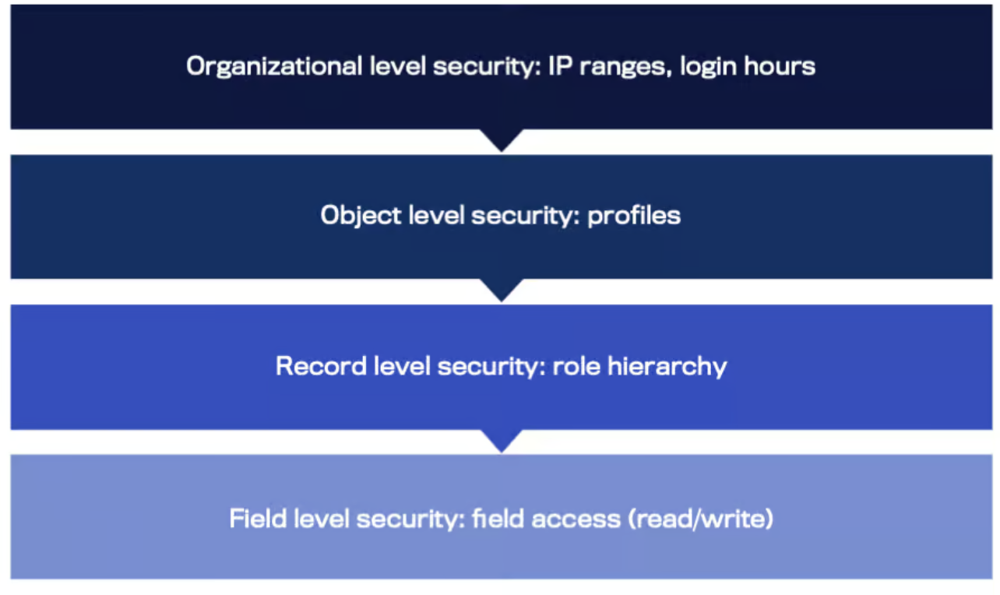 Organizational level security: IP ranges, login hours
Object level security: profiles
Record level security: role hierarchy
Field level security: field access (read/write)